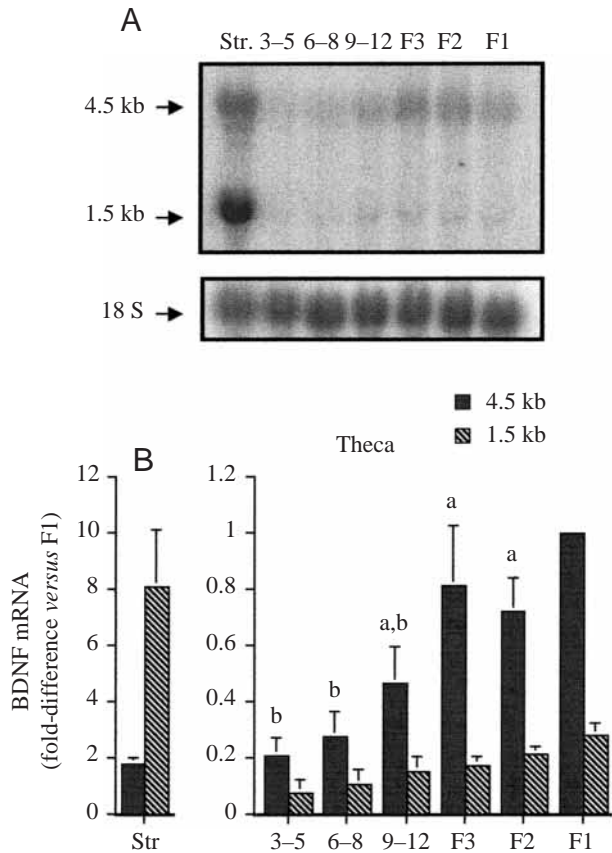 A
Str. 3–5 6–8 9–12 F3 F2 F1
4.5 kb
1.5 kb
18 S
4.5 kb
1.5 kb
B
Theca
BDNF mRNA
(fold-difference versus F1)
12
10
8
6
4
2
0
Str
1.2
1
0.8
0.6
0.4
0.2
0
b
b
a,b
a
a
3–5 6–8 9–12 F3 F2 F1